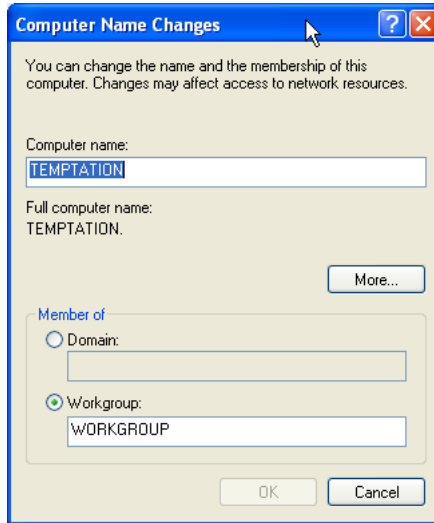 Computer Name Changes
You can change the name and the membership of this
computer. Changes may affect access to network resources.
Computer name:
TEMPTATION
Full computer name:
TEMPTATION.
More...
Member of
Domain:
Workgroup:
WORKGROUP
OK
Cancel